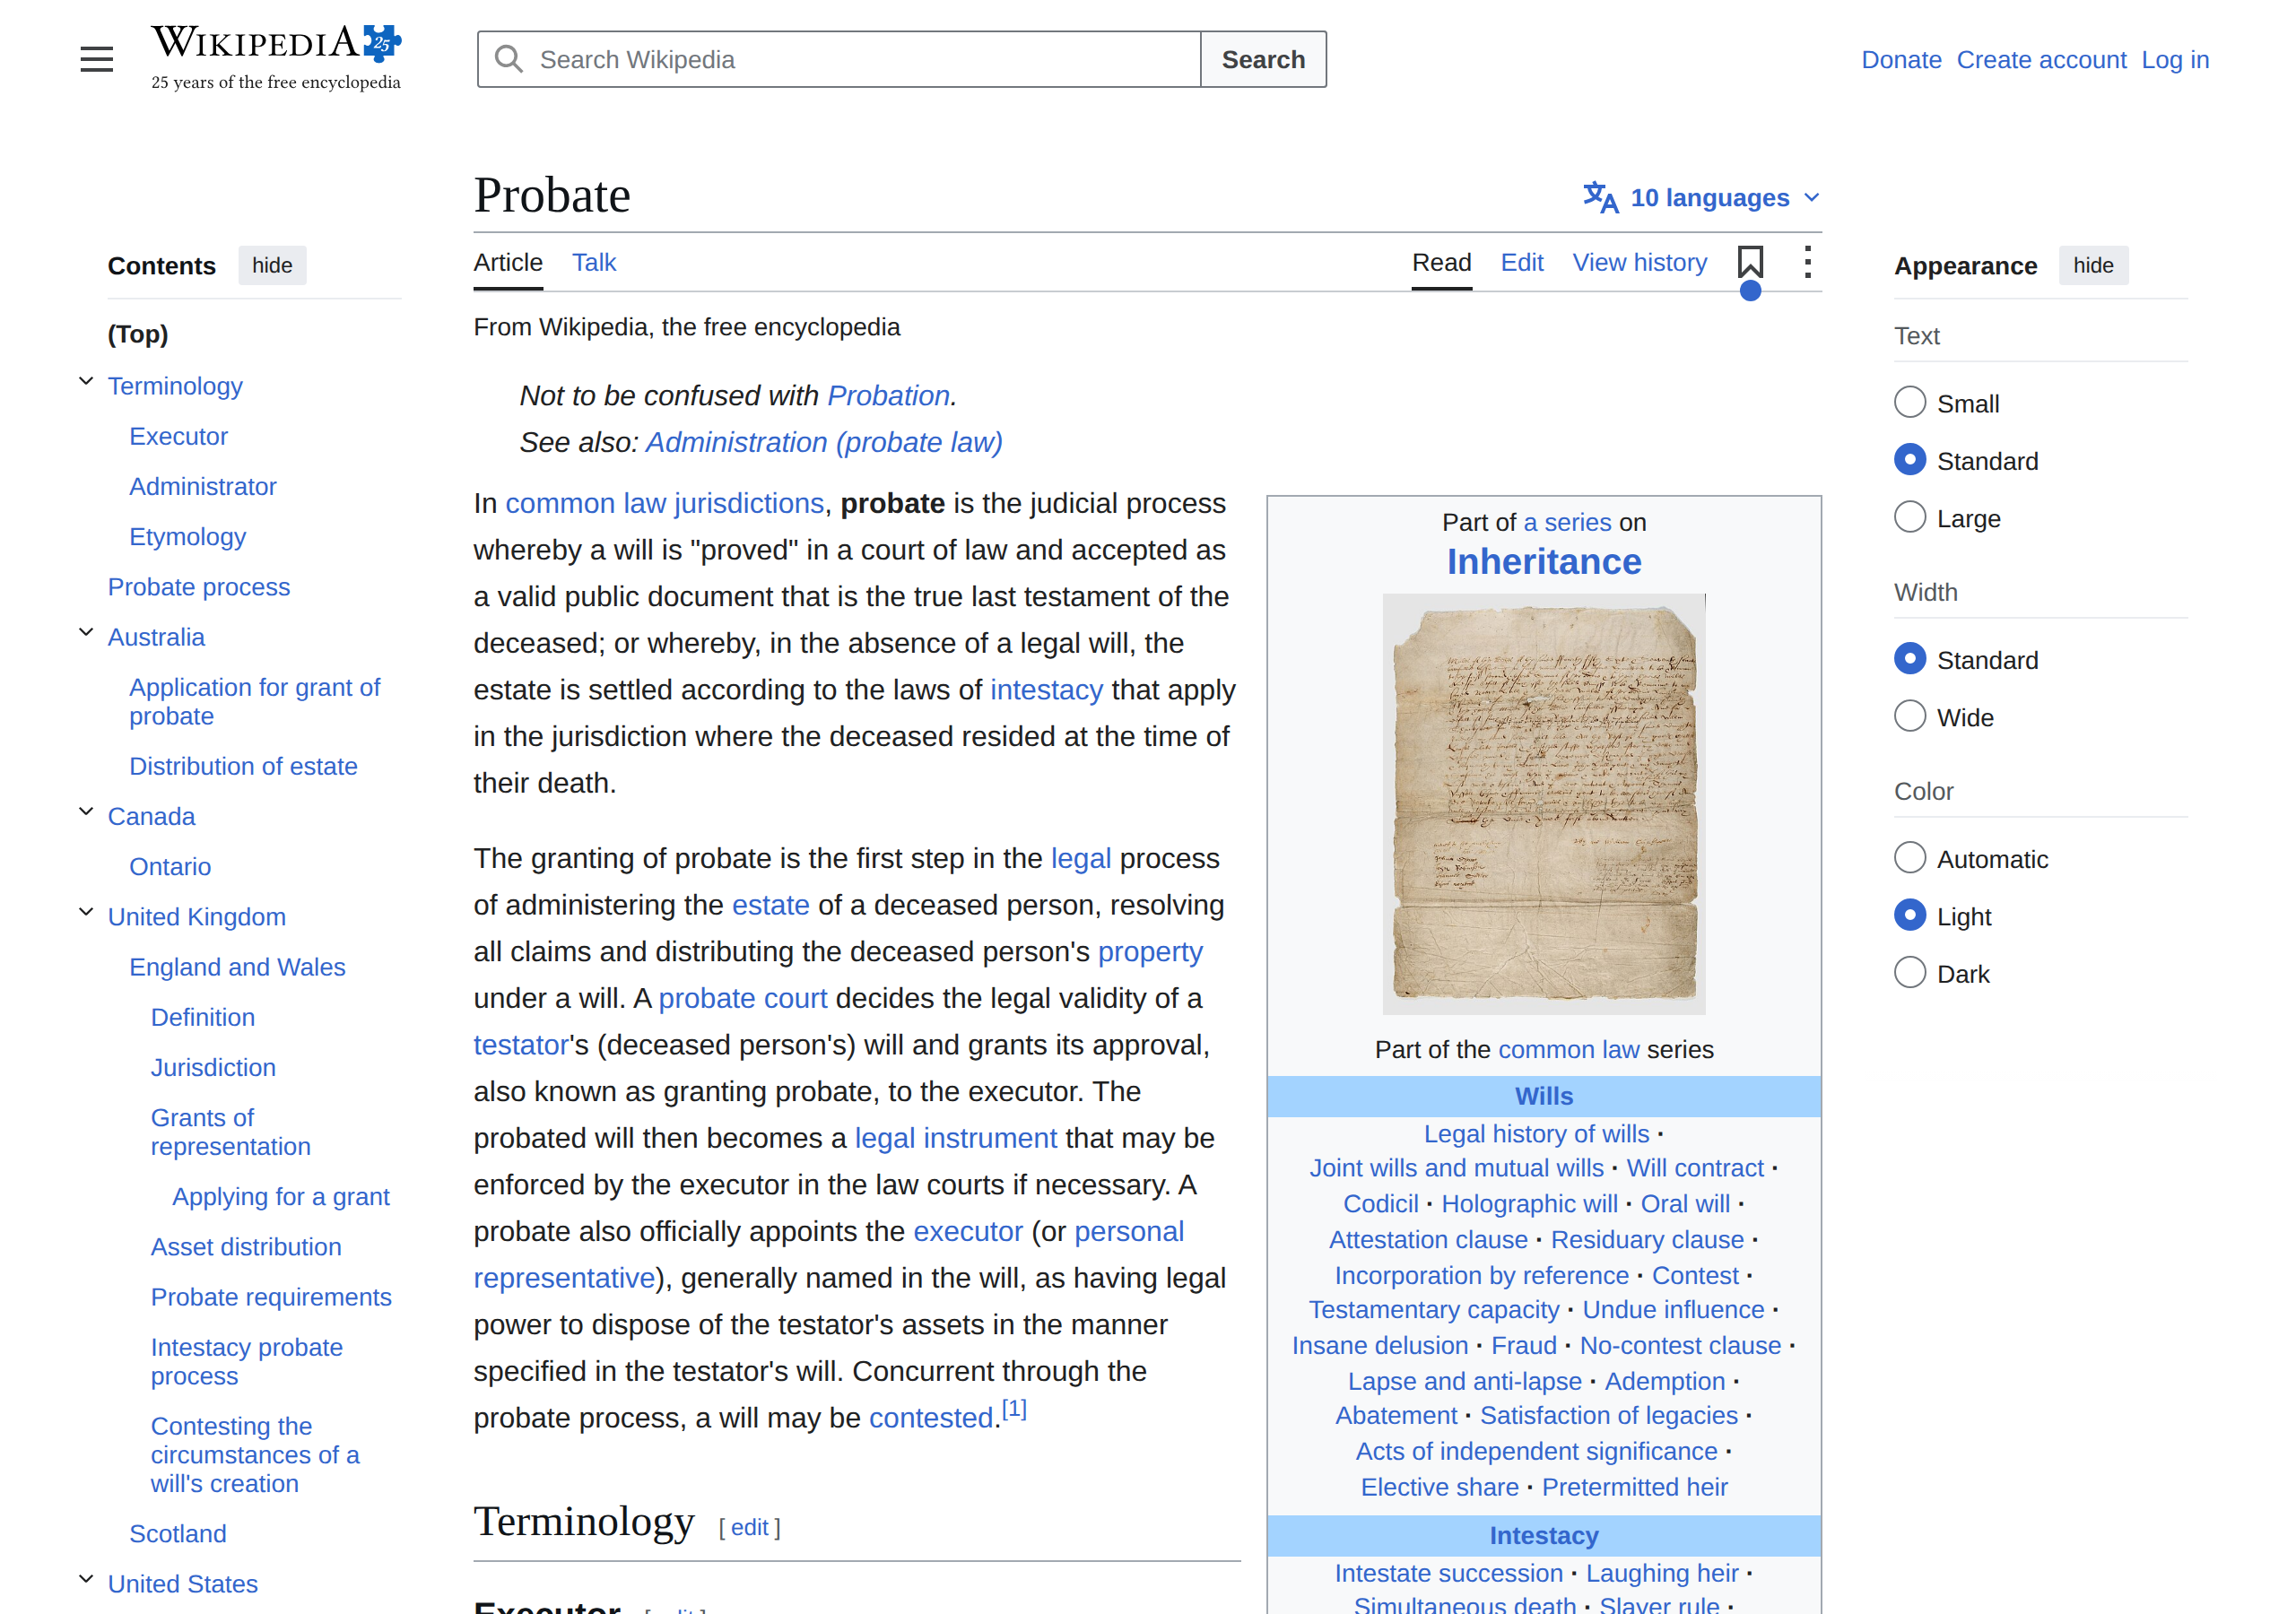 WIKIPEDIA 25
25 years of the free encyclopedia
Search Wikipedia
Search
Donate Create account Log in
Probate
10 languages
Article Talk
Read Edit View history
From Wikipedia, the free encyclopedia
Contents hide
(Top)
Terminology
Executor
Administrator
Etymology
Probate process
Australia
Application for grant of
probate
Distribution of estate
Canada
Ontario
United Kingdom
England and Wales
Definition
Jurisdiction
Grants of
representation
Applying for a grant
Asset distribution
Probate requirements
Intestacy probate
process
Contesting the
circumstances of a
will's creation
Scotland
United States
Not to be confused with Probation.
See also: Administration (probate law)
In common law jurisdictions, probate is the judicial process
whereby a will is "proved" in a court of law and accepted as
a valid public document that is the true last testament of the
deceased; or whereby, in the absence of a legal will, the
estate is settled according to the laws of intestacy that apply
in the jurisdiction where the deceased resided at the time of
their death.
The granting of probate is the first step in the legal process
of administering the estate of a deceased person, resolving
all claims and distributing the deceased person's property
under a will. A probate court decides the legal validity of a
testator's (deceased person's) will and grants its approval,
also known as granting probate, to the executor. The
probated will then becomes a legal instrument that may be
enforced by the executor in the law courts if necessary. A
probate also officially appoints the executor (or personal
representative), generally named in the will, as having legal
power to dispose of the testator's assets in the manner
specified in the testator's will. Concurrent through the
probate process, a will may be contested.[1]
Terminology [ edit ]
Executor [ edit ]
Part of a series on
Inheritance
Part of the common law series
Wills
Legal history of wills ·
Joint wills and mutual wills · Will contract ·
Codicil · Holographic will · Oral will ·
Attestation clause · Residuary clause ·
Incorporation by reference · Contest ·
Testamentary capacity · Undue influence ·
Insane delusion · Fraud · No-contest clause ·
Lapse and anti-lapse · Ademption ·
Abatement · Satisfaction of legacies ·
Acts of independent significance ·
Elective share · Pretermitted heir
Intestacy
Intestate succession · Laughing heir ·
Simultaneous death · Slayer rule ·
Appearance hide
Text
Small
Standard
Large
Width
Standard
Wide
Color
Automatic
Light
Dark